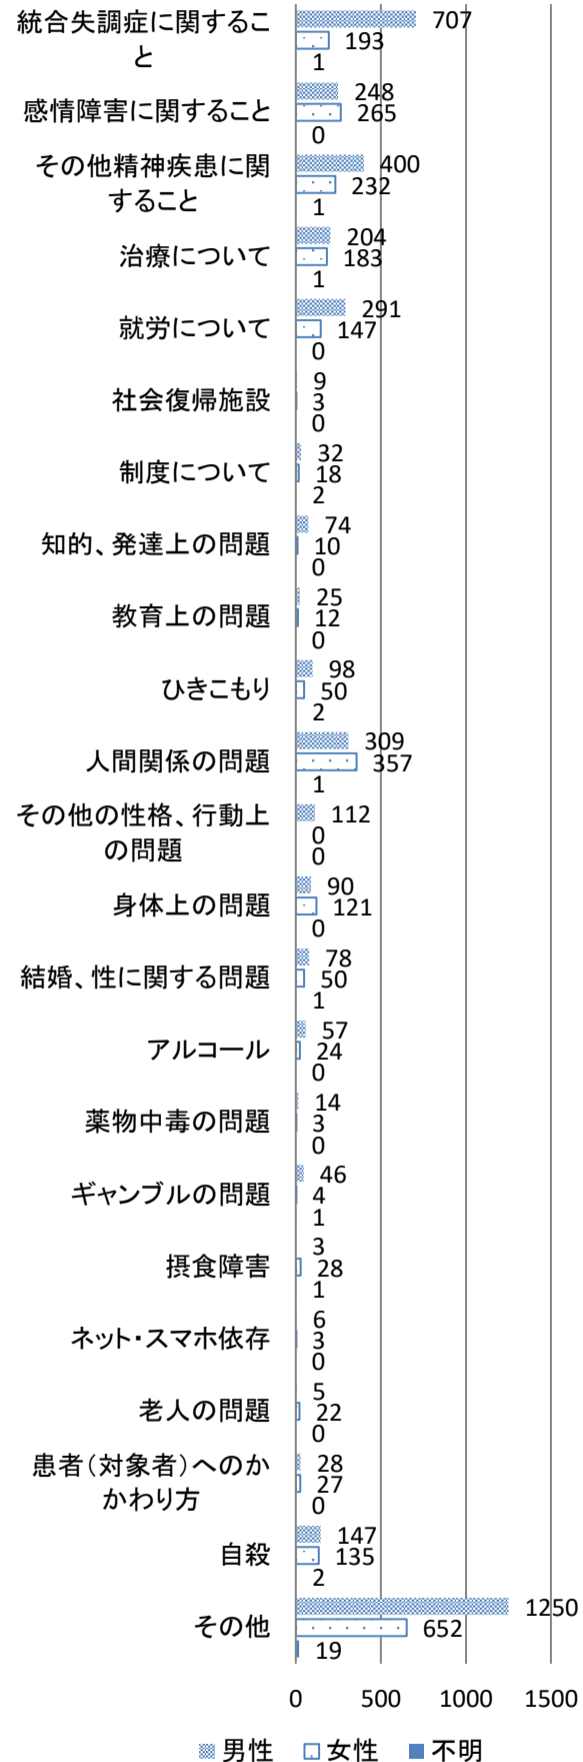 統合失調症に関するこ
と
707
193
1
感情障害に関すること
248
265
0
その他精神疾患に関
すること
400
232
1
治療について
204
183
1
就労について
291
147
0
社会復帰施設
9
3
0
制度について
32
18
2
知的、発達上の問題
74
10
0
教育上の問題
25
12
0
ひきこもり
98
50
2
人間関係の問題
309
357
1
その他の性格、行動上
の問題
112
0
0
身体上の問題
90
121
0
結婚、性に関する問題
78
50
1
アルコール
57
24
0
薬物中毒の問題
14
3
0
ギャンブルの問題
46
4
1
摂食障害
3
28
1
ネット・スマホ依存
6
3
0
老人の問題
5
22
0
患者（対象者）へのか
かわり方
28
27
0
自殺
147
135
2
その他
1250
652
19
0 500 1000 1500
男性 女性 不明